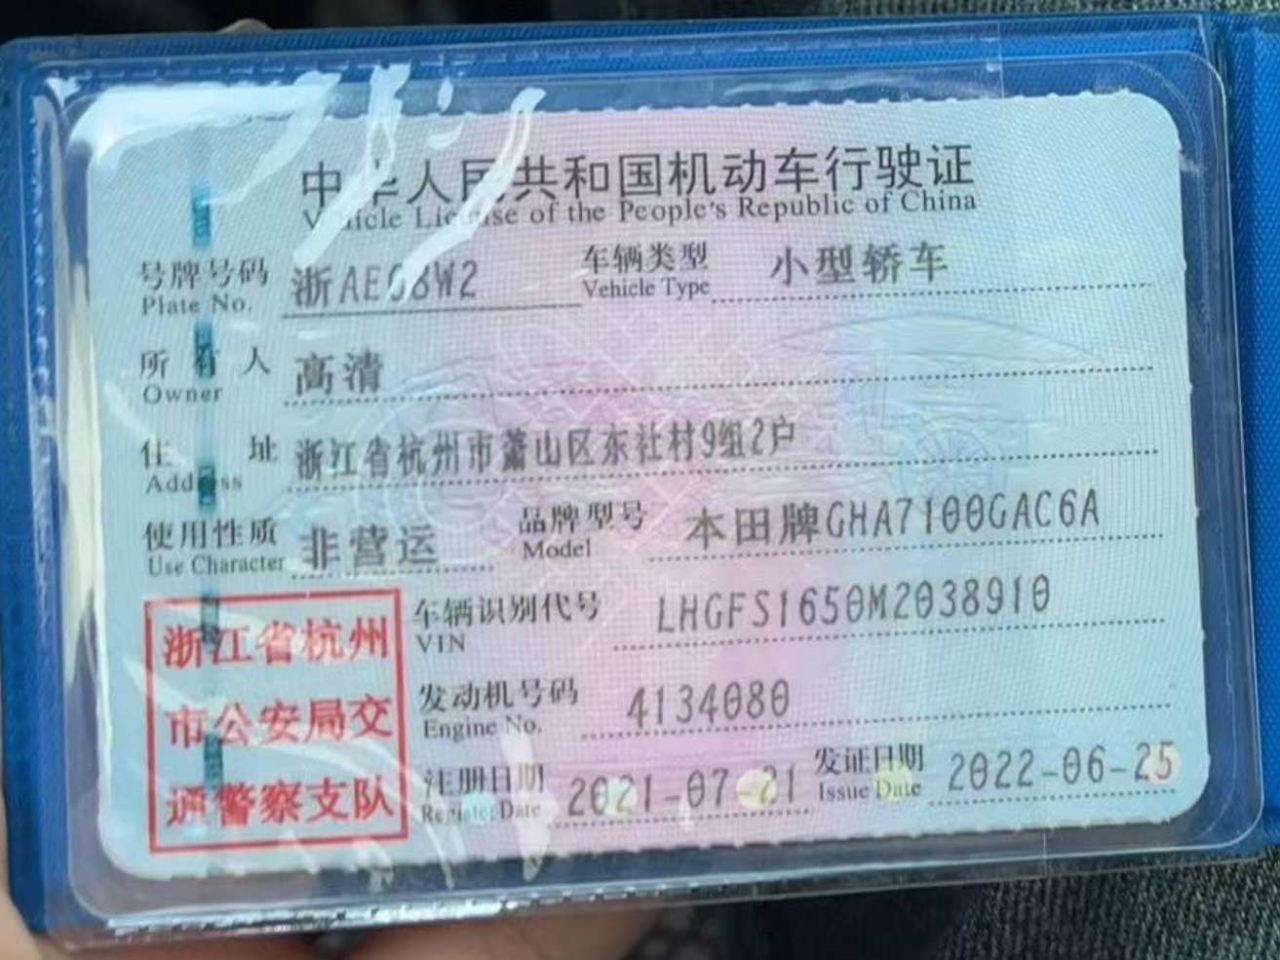 中华人民共和国机动车行驶证
Vehicle License of the People's Republic of China
号牌号码 浙AE08W2 车辆类型 小型轿车
Plate No. Vehicle Type
所有人 高清
Owner
住址 浙江省杭州市萧山区东社村9组2户
Address
使用性质 非营运 品牌型号 本田牌GHA7100GAC6A
Use Character Model
浙江省杭州
市公安局交
通警察支队
车辆识别代号 LHGFS1650M2038910
VIN
发动机号码 4134080
Engine No.
注册日期 2021-07-21 发证日期 2022-06-25
Register Date Issue Date